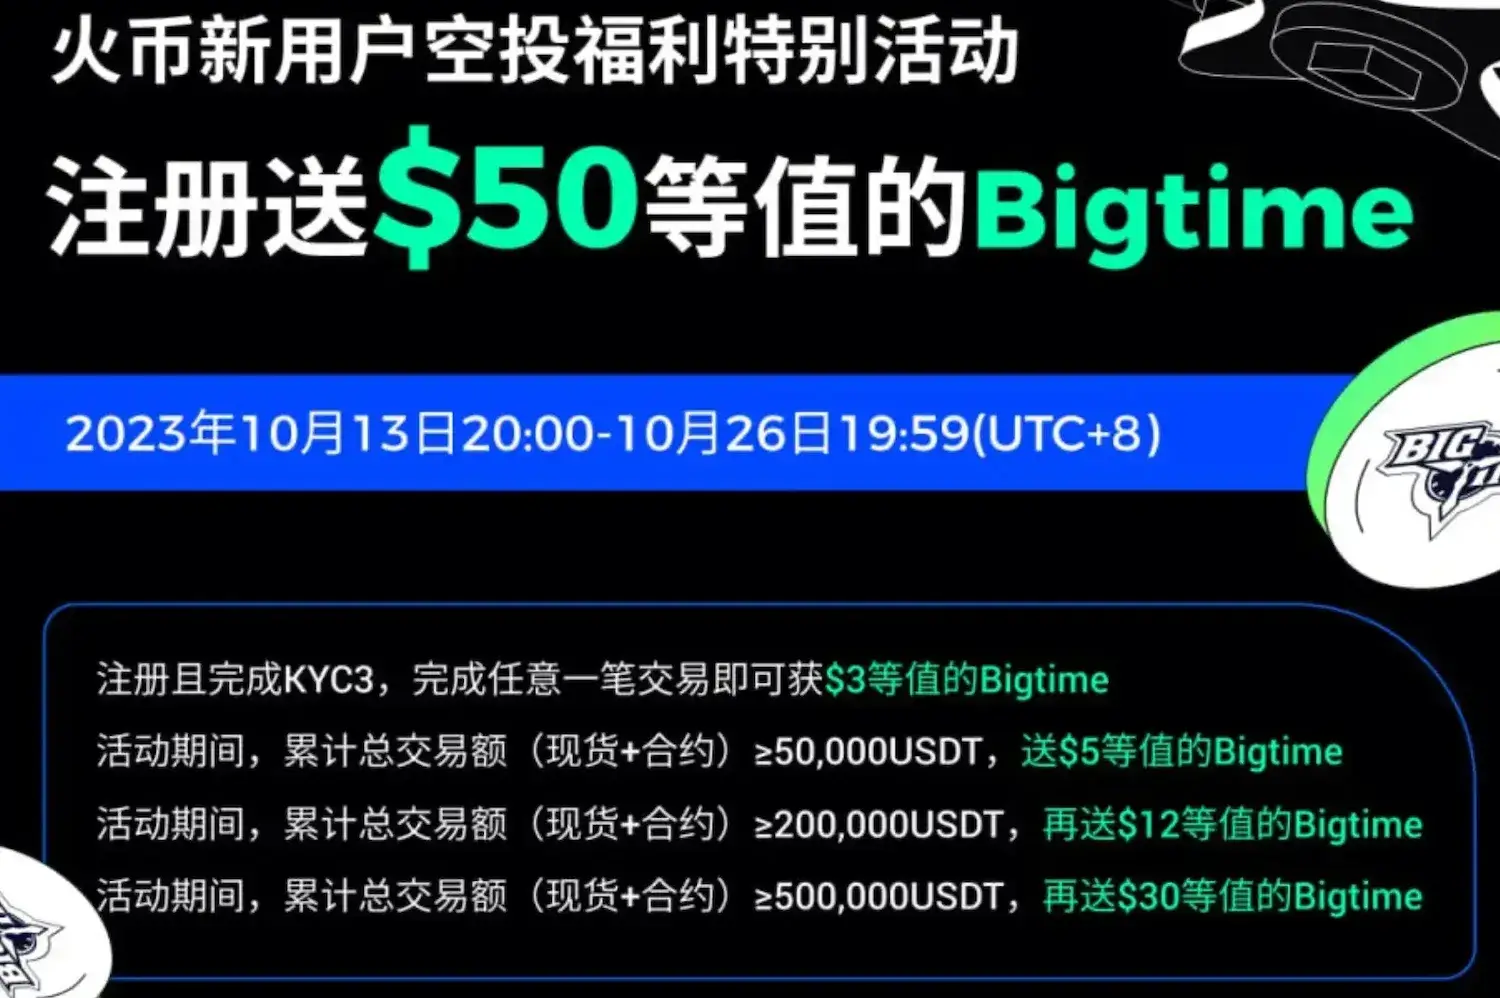 火币新用户空投福利特别活动
注册送$50等值的Bigtime
2023年10月13日20:00-10月26日19:59(UTC+8)
BIG
注册且完成KYC3，完成任意一笔交易即可获$3等值的Bigtime
活动期间，累计总交易额（现货+合约）≥50,000USDT，送$5等值的Bigtime
活动期间，累计总交易额（现货+合约）≥200,000USDT，再送$12等值的Bigtime
活动期间，累计总交易额（现货+合约）≥500,000USDT，再送$30等值的Bigtime